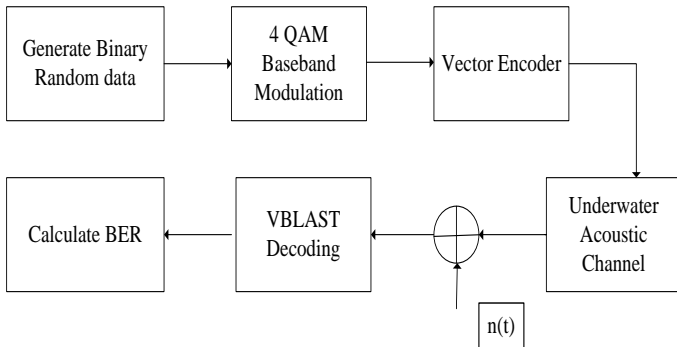 Generate Binary
Random data
4 QAM
Baseband
Modulation
Vector Encoder
Calculate BER
VBLAST
Decoding
Underwater
Acoustic
Channel
n(t)